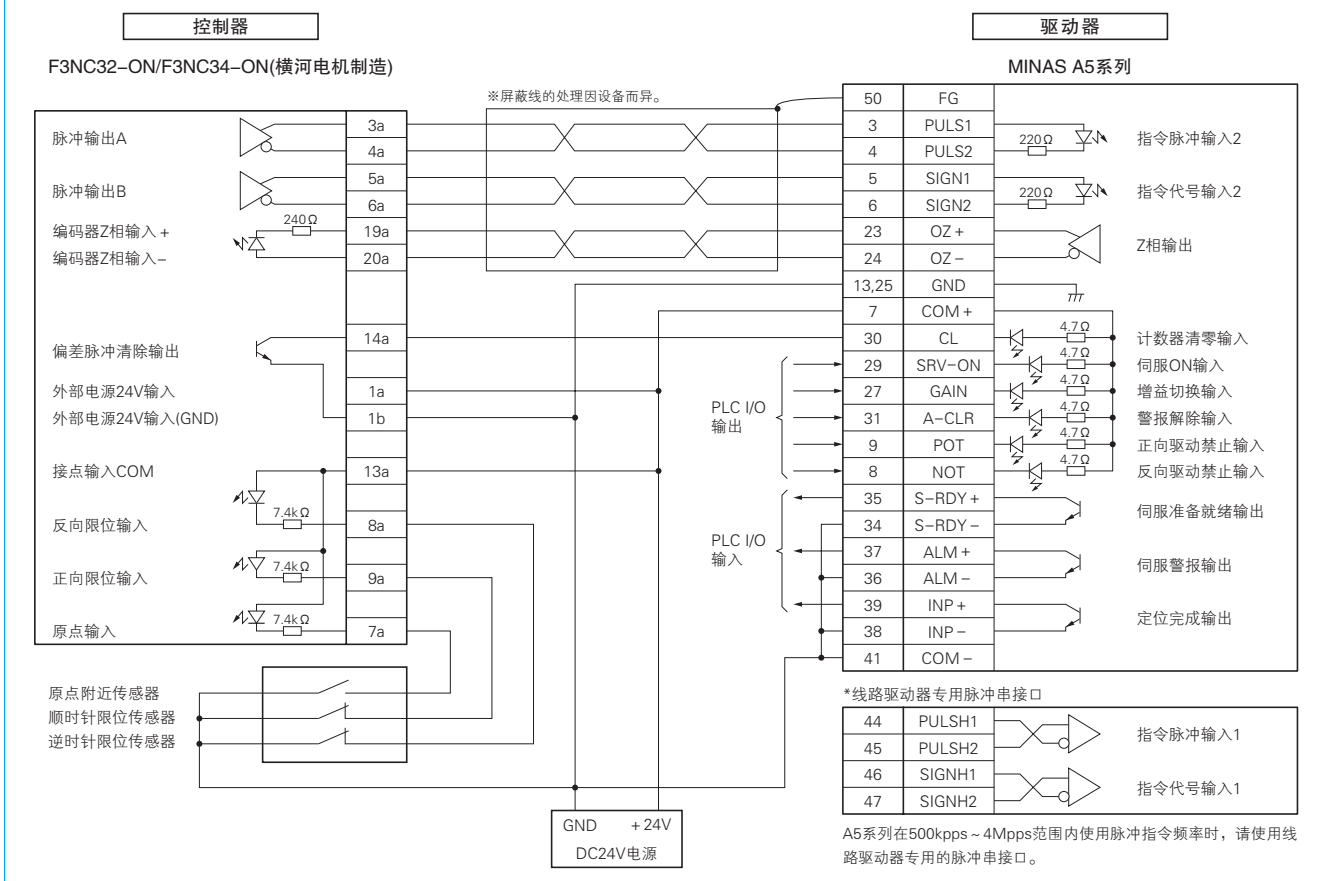 控制器
驱动器
F3NC32-ON/F3NC34-ON(横河电机制造)
MINAS A5系列
※屏蔽线的处理因设备而异。
脉冲输出A
3a
4a
脉冲输出B
5a
6a
编码器Z相输入+
240Ω
19a
编码器Z相输入-
20a
偏差脉冲清除输出
14a
外部电源24V输入
1a
外部电源24V输入(GND)
1b
接点输入COM
13a
反向限位输入
7.4kΩ
8a
正向限位输入
7.4kΩ
9a
原点输入
7.4kΩ
7a
原点附近传感器
顺时针限位传感器
逆时针限位传感器
GND +24V
DC24V电源
PLC I/O
输出
PLC I/O
输入
50 FG
3 PULS1
4 PULS2
220Ω
指令脉冲输入2
5 SIGN1
6 SIGN2
220Ω
指令代号输入2
23 OZ+
24 OZ-
Z相输出
13,25 GND
7 COM+
30 CL 4.7Ω 计数器清零输入
29 SRV-ON 4.7Ω 伺服ON输入
27 GAIN 4.7Ω 增益切换输入
31 A-CLR 4.7Ω 警报解除输入
9 POT 4.7Ω 正向驱动禁止输入
8 NOT 4.7Ω 反向驱动禁止输入
35 S-RDY+
34 S-RDY-
伺服准备就绪输出
37 ALM+
36 ALM-
伺服警报输出
39 INP+
38 INP-
定位完成输出
41 COM-
*线路驱动器专用脉冲串接口
44 PULSH1
45 PULSH2
指令脉冲输入1
46 SIGNH1
47 SIGNH2
指令代号输入1
A5系列在500kpps~4Mpps范围内使用脉冲指令频率时，请使用线
路驱动器专用的脉冲串接口。